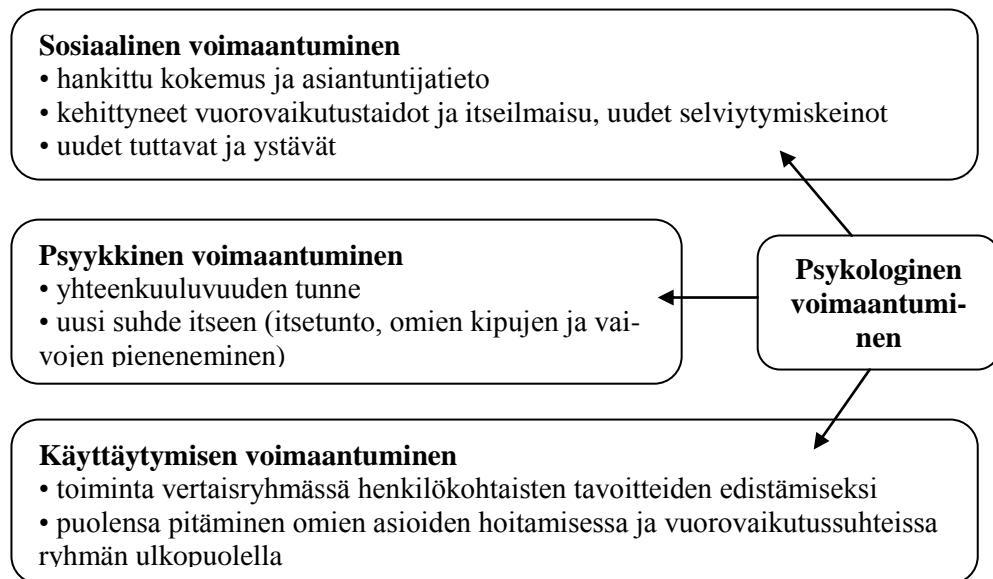 Sosiaalinen voimaantuminen
• hankittu kokemus ja asiantuntijatieto
• kehittyneet vuorovaikutustaidot ja itseilmaisu, uudet selviytymiskeinot
• uudet tuttavat ja ystävät
Psyykkinen voimaantuminen
• yhteenkuuluvuuden tunne
• uusi suhde itseen (itsetunto, omien kipujen ja vai-
vojen pieneneminen)
Psykologinen
voimaantumi-
nen
Käyttäytymisen voimaantuminen
• toiminta vertaisryhmässä henkilökohtaisten tavoitteiden edistämiseksi
• puolensa pitäminen omien asioiden hoitamisessa ja vuorovaikutussuhteissa
ryhmän ulkopuolella